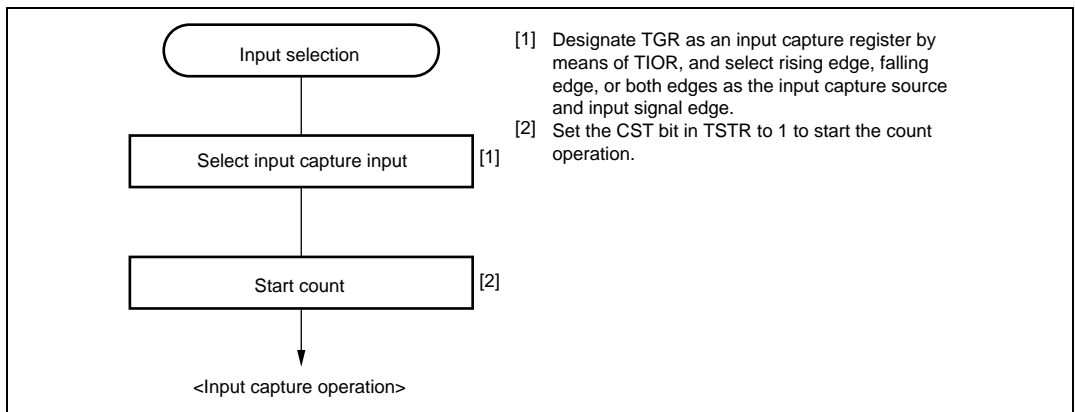 Input selection
Select input capture input
[1]
Start count
[2]
<Input capture operation>
[1] Designate TGR as an input capture register by
means of TIOR, and select rising edge, falling
edge, or both edges as the input capture source
and input signal edge.
[2] Set the CST bit in TSTR to 1 to start the count
operation.